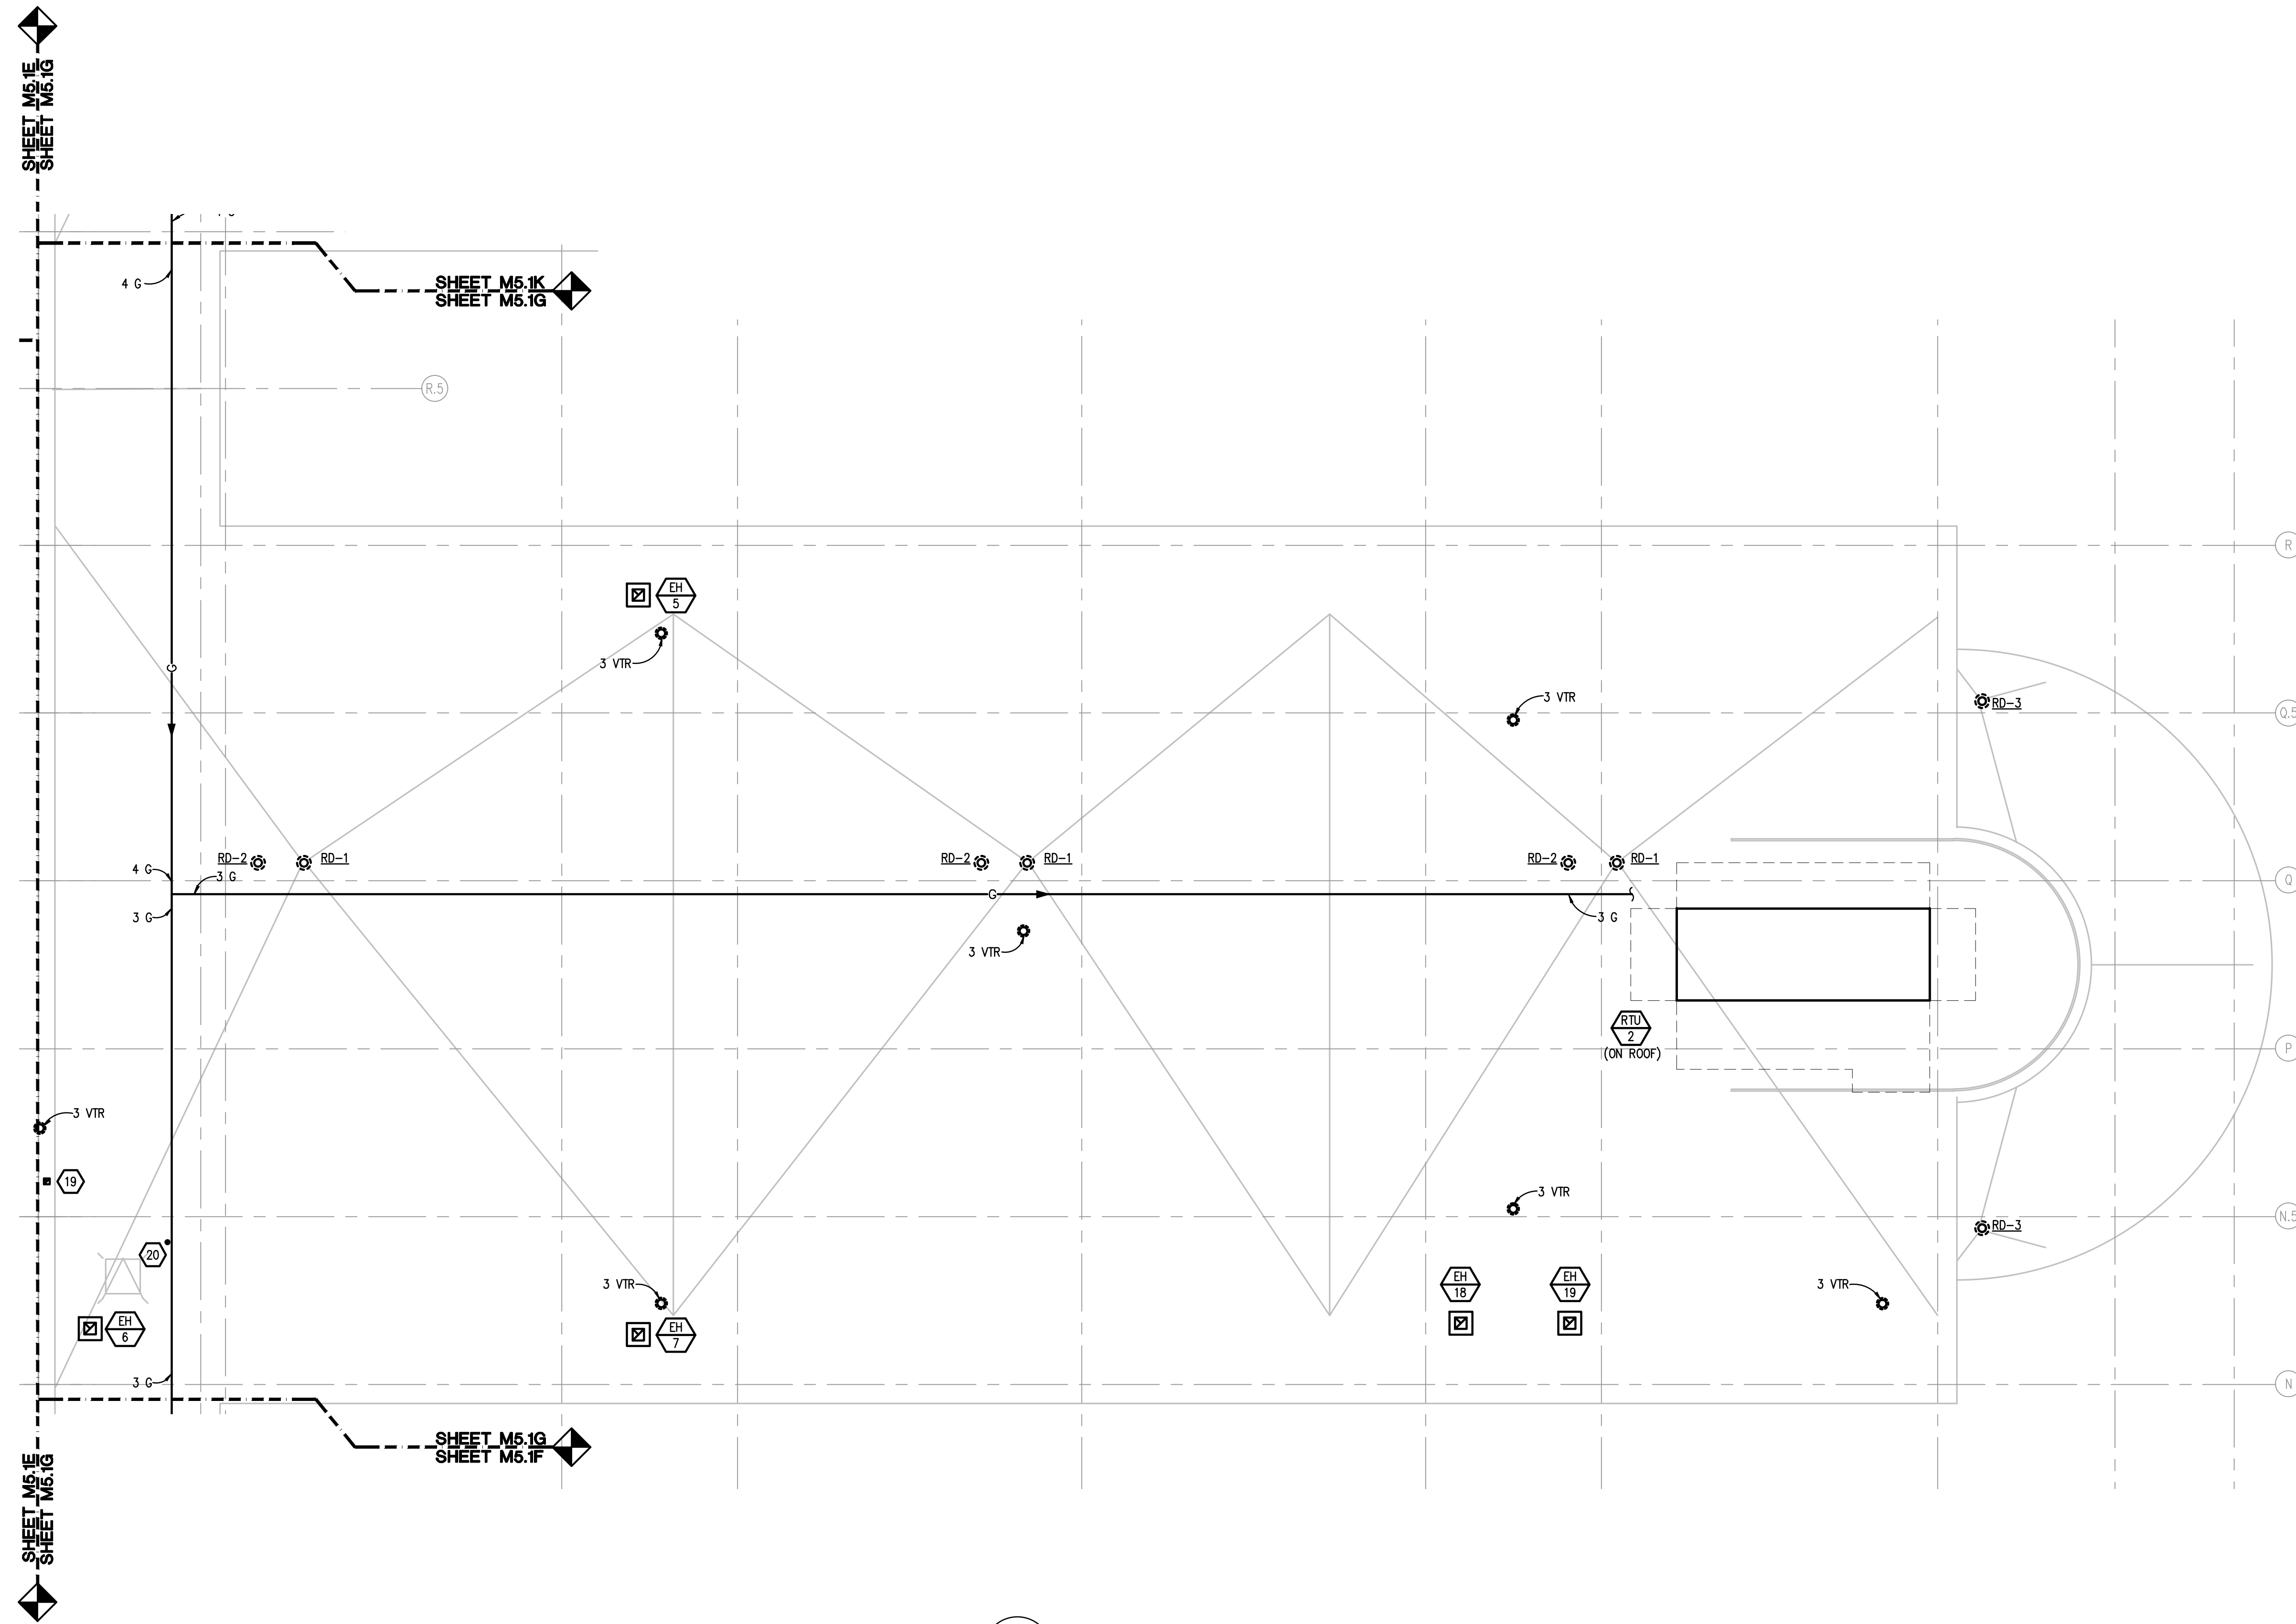 SHEET M5.1E
SHEET M5.1G
4 G
SHEET M5.1K
SHEET M5.1G
R.5
R
EH
5
3 VTR
G
3 VTR
RD-3
Q.5
RD-2
RD-1
RD-2
RD-1
RD-2
RD-1
4 G
3 G
Q
G
3 G
3 G
3 VTR
RTU
2
(ON ROOF)
P
3 VTR
19
3 VTR
N.5
RD-3
20
3 VTR
EH
18
EH
19
3 VTR
EH
6
EH
7
3 G
N
SHEET M5.1G
SHEET M5.1F
SHEET M5.1E
SHEET M5.1G